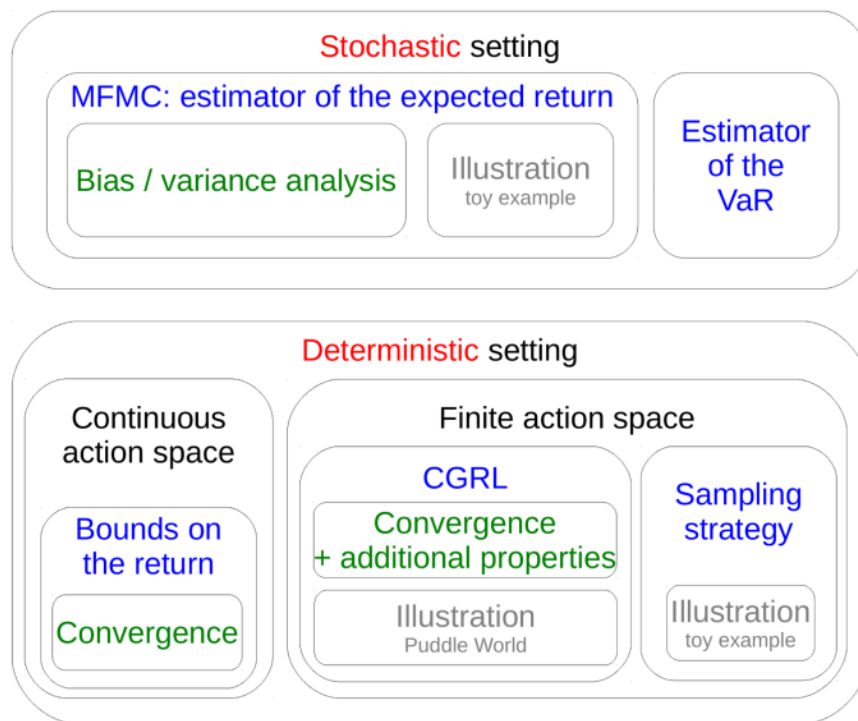 Stochastic setting
MFMC: estimator of the expected return
Bias / variance analysis
Illustration
toy example
Estimator
of the
VaR
Deterministic setting
Continuous
action space
Bounds on
the return
Convergence
Finite action space
CGRL
Convergence
+ additional properties
Illustration
Puddle World
Sampling
strategy
Illustration
toy example